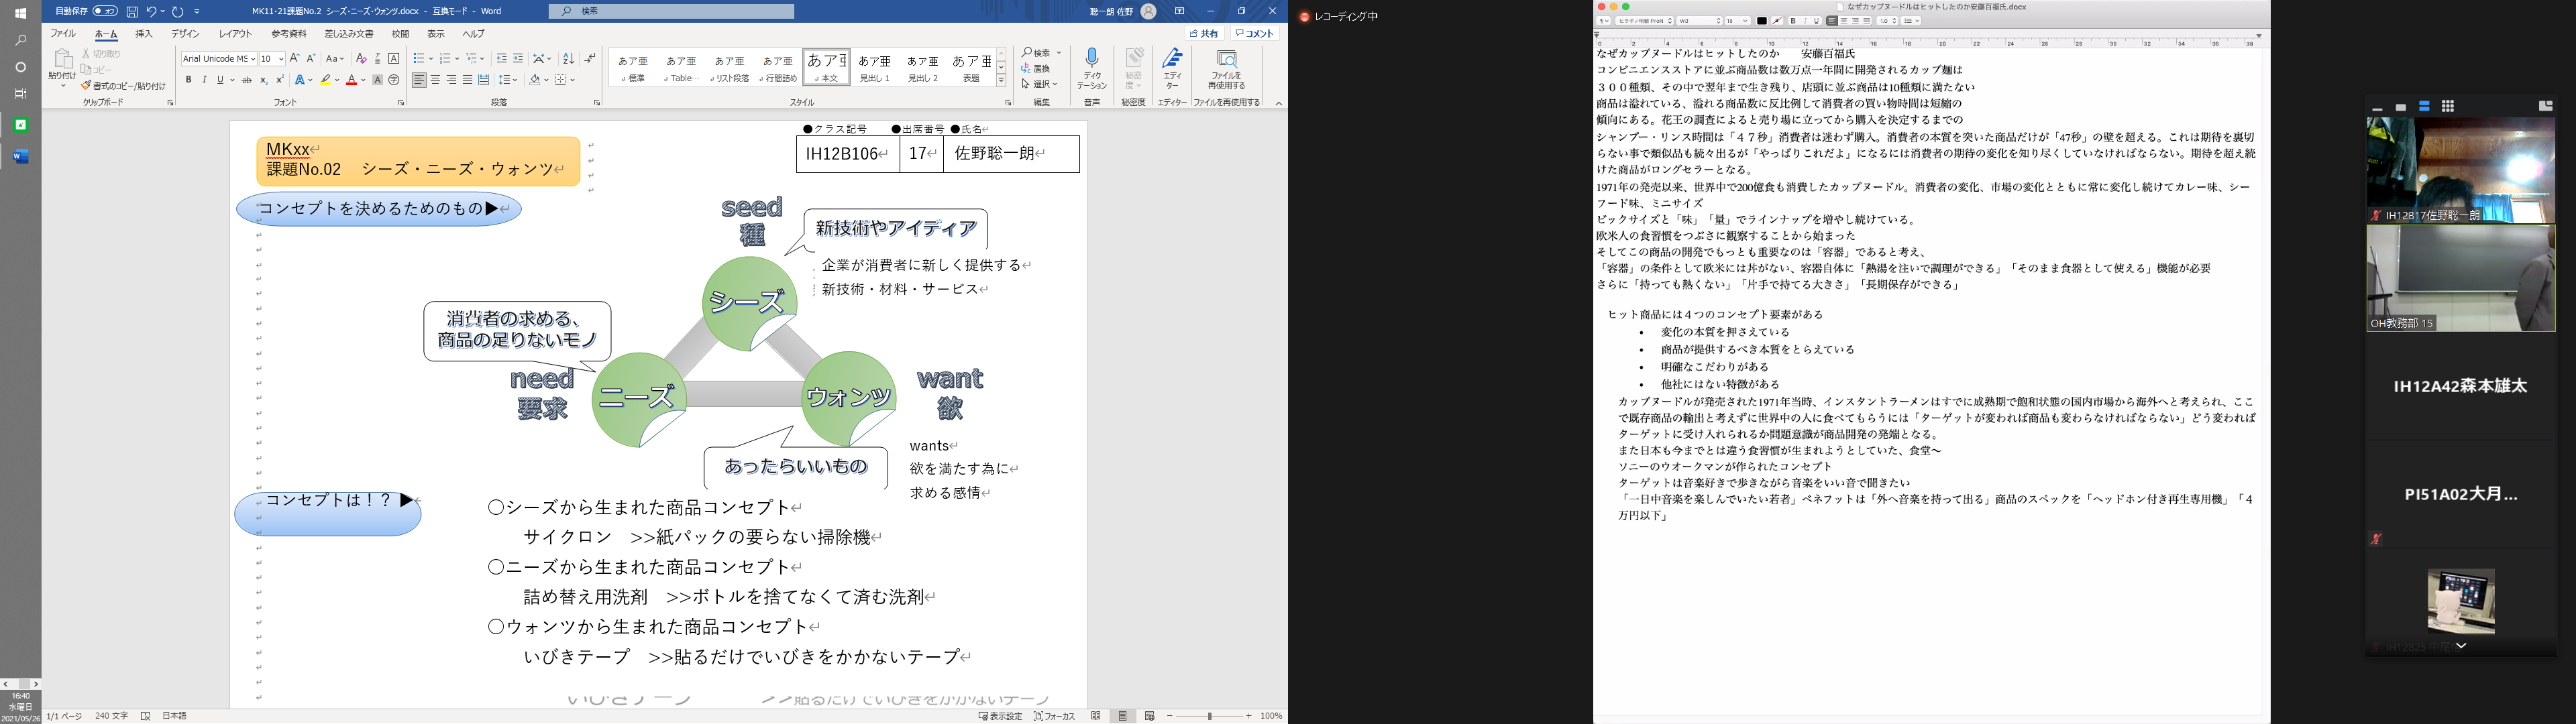 自動保存 オフ
MK11・21課題No.2 シーズ・ニーズ・ウォンツ.docx - 互換モード - Word
検索
聡一朗 佐野
ファイル ホーム 挿入 デザイン レイアウト 参考資料 差し込み文書 校閲 表示 ヘルプ
共有 コメント
貼り付け
切り取り
コピー
書式のコピー/貼り付け
クリップボード
Arial Unicode MS 10
フォント
段落
あア亜 標準
あア亜 Table…
あア亜 リスト段落
あア亜 行間詰め
あア亜 本文
あア亜 見出し 1
あア亜 見出し 2
あア亜 表題
スタイル
検索
置換
選択
編集
ディクテーション
音声
秘密度
秘密度
エディター
エディター
ファイルを再使用する
ファイルを再使用する
MKxx
課題No.02 シーズ・ニーズ・ウォンツ
●クラス記号 ●出席番号 ●氏名
IH12B106 17 佐野聡一朗
コンセプトを決めるためのもの▶
seed
種
新技術やアイディア
企業が消費者に新しく提供する
新技術・材料・サービス
シーズ
消費者の求める、
商品の足りないモノ
need
要求
ニーズ
ウォンツ
want
欲
wants
欲を満たす為に
求める感情
あったらいいもの
コンセプトは！？▶
〇シーズから生まれた商品コンセプト
サイクロン >>紙パックの要らない掃除機
〇ニーズから生まれた商品コンセプト
詰め替え用洗剤 >>ボトルを捨てなくて済む洗剤
〇ウォンツから生まれた商品コンセプト
いびきテープ >>貼るだけでいびきをかかないテープ
いびきテープ >>貼るだけでいびきをかかないテープ
1/1 ページ 240 文字 日本語
表示設定 フォーカス 100%
16:40
水曜日
2021/05/26
レコーディング中
なぜカップヌードルはヒットしたのか安藤百福氏.docx
なぜカップヌードルはヒットしたのか 安藤百福氏
コンビニエンスストアに並ぶ商品数は数万点一年間に開発されるカップ麺は
３００種類、その中で翌年まで生き残り、店頭に並ぶ商品は10種類に満たない
商品は溢れている、溢れる商品数に反比例して消費者の買い物時間は短縮の
傾向にある。花王の調査によると売り場に立ってから購入を決定するまでの
シャンプー・リンス時間は「４７秒」消費者は迷わず購入。消費者の本質を突いた商品だけが「47秒」の壁を超える。これは期待を裏切
らない事で類似品も続々出るが「やっぱりこれだよ」になるには消費者の期待の変化を知り尽くしていなければならない。期待を超え続
けた商品がロングセラーとなる。
1971年の発売以来、世界中で200億食も消費したカップヌードル。消費者の変化、市場の変化とともに常に変化し続けてカレー味、シー
フード味、ミニサイズ
ビックサイズと「味」「量」でラインナップを増やし続けている。
欧米人の食習慣をつぶさに観察することから始まった
そしてこの商品の開発でもっとも重要なのは「容器」であると考え、
「容器」の条件として欧米には丼がない、容器自体に「熱湯を注いで調理ができる」「そのまま食器として使える」機能が必要
さらに「持っても熱くない」「片手で持てる大きさ」「長期保存ができる」
ヒット商品には４つのコンセプト要素がある
• 変化の本質を押さえている
• 商品が提供するべき本質をとらえている
• 明確なこだわりがある
• 他社にはない特徴がある
カップヌードルが発売された1971年当時、インスタントラーメンはすでに成熟期で飽和状態の国内市場から海外へと考えられ、ここ
で既存商品の輸出と考えずに世界中の人に食べてもらうには「ターゲットが変われば商品も変わらなければならない」どう変われば
ターゲットに受け入れられるか問題意識が商品開発の発端となる。
また日本も今までとは違う食習慣が生まれようとしていた、食堂～
ソニーのウオークマンが作られたコンセプト
ターゲットは音楽好きで歩きながら音楽をいい音で聞きたい
「一日中音楽を楽しんでいたい若者」ベネフットは「外へ音楽を持って出る」商品のスペックを「ヘッドホン付き再生専用機」「４
万円以下」
IH12B17佐野聡一朗
OH教務部 15
IH12A42森本雄太
PI51A02大月...